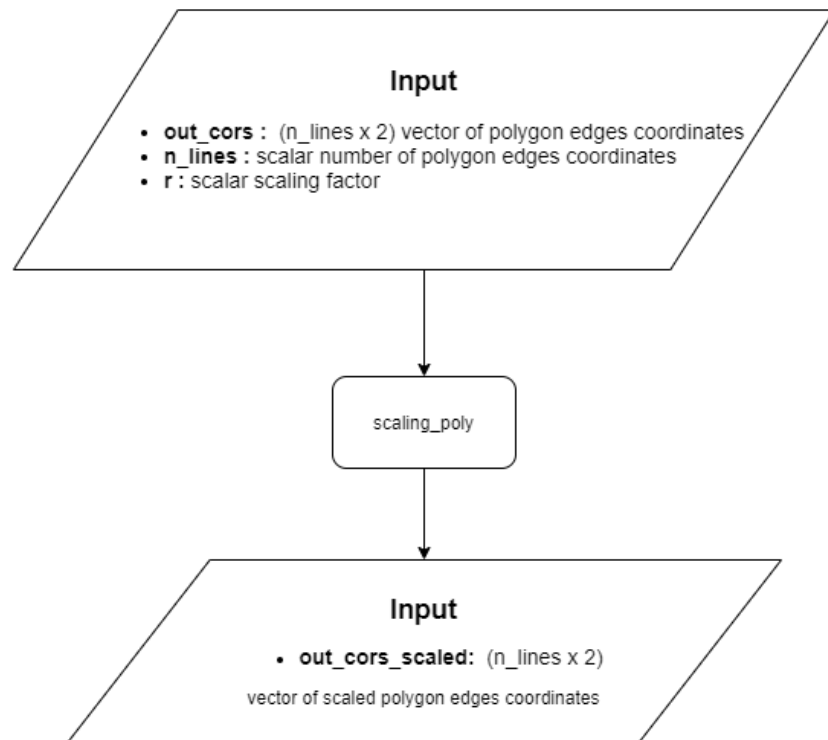 Input
• out_cors : (n_lines x 2) vector of polygon edges coordinates
• n_lines : scalar number of polygon edges coordinates
• r : scalar scaling factor
scaling_poly
Input
• out_cors_scaled: (n_lines x 2)
vector of scaled polygon edges coordinates